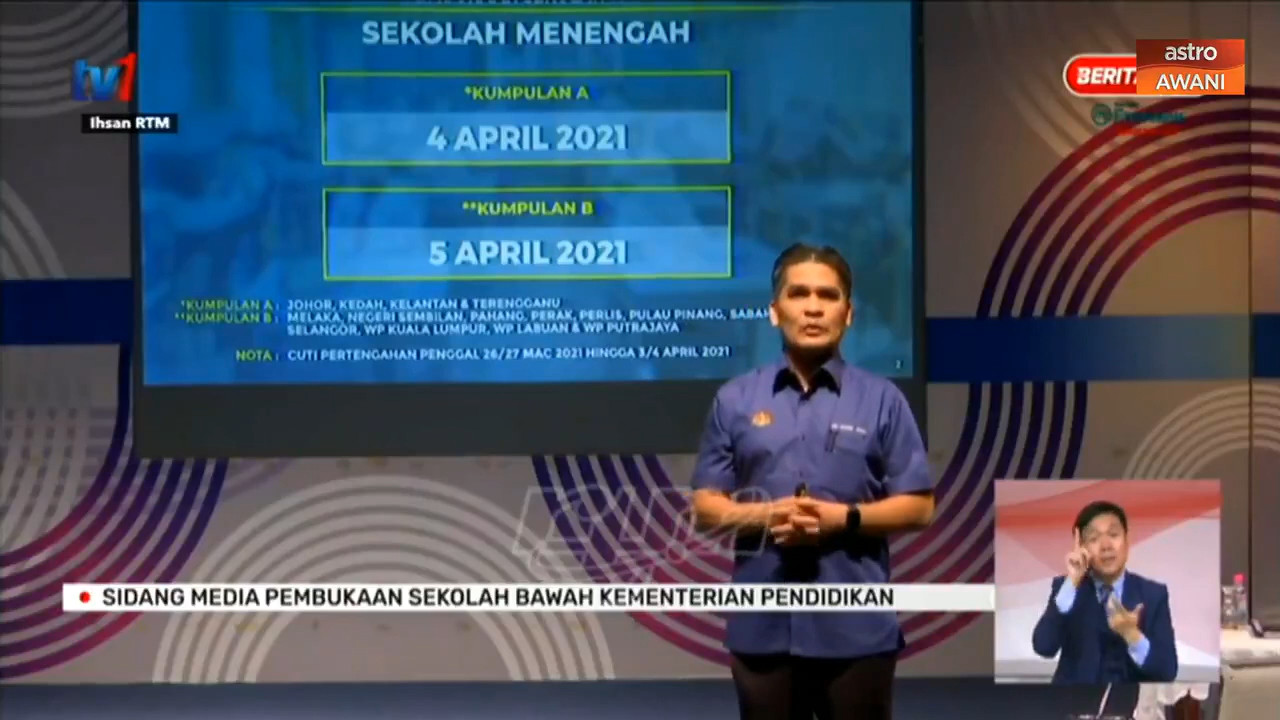 SEKOLAH MENENGAH
*KUMPULAN A
4 APRIL 2021
**KUMPULAN B
5 APRIL 2021
*KUMPULAN A : JOHOR, KEDAH, KELANTAN & TERENGGANU
**KUMPULAN B : MELAKA, NEGERI SEMBILAN, PAHANG, PERAK, PERLIS, PULAU PINANG, SABAH
SELANGOR, WP KUALA LUMPUR, WP LABUAN & WP PUTRAJAYA
NOTA : CUTI PERTENGAHAN PENGGAL 26/27 MAC 2021 HINGGA 3/4 APRIL 2021
2
tv1
Ihsan RTM
BERITA
astro
AWANI
SIDANG MEDIA PEMBUKAAN SEKOLAH BAWAH KEMENTERIAN PENDIDIKAN